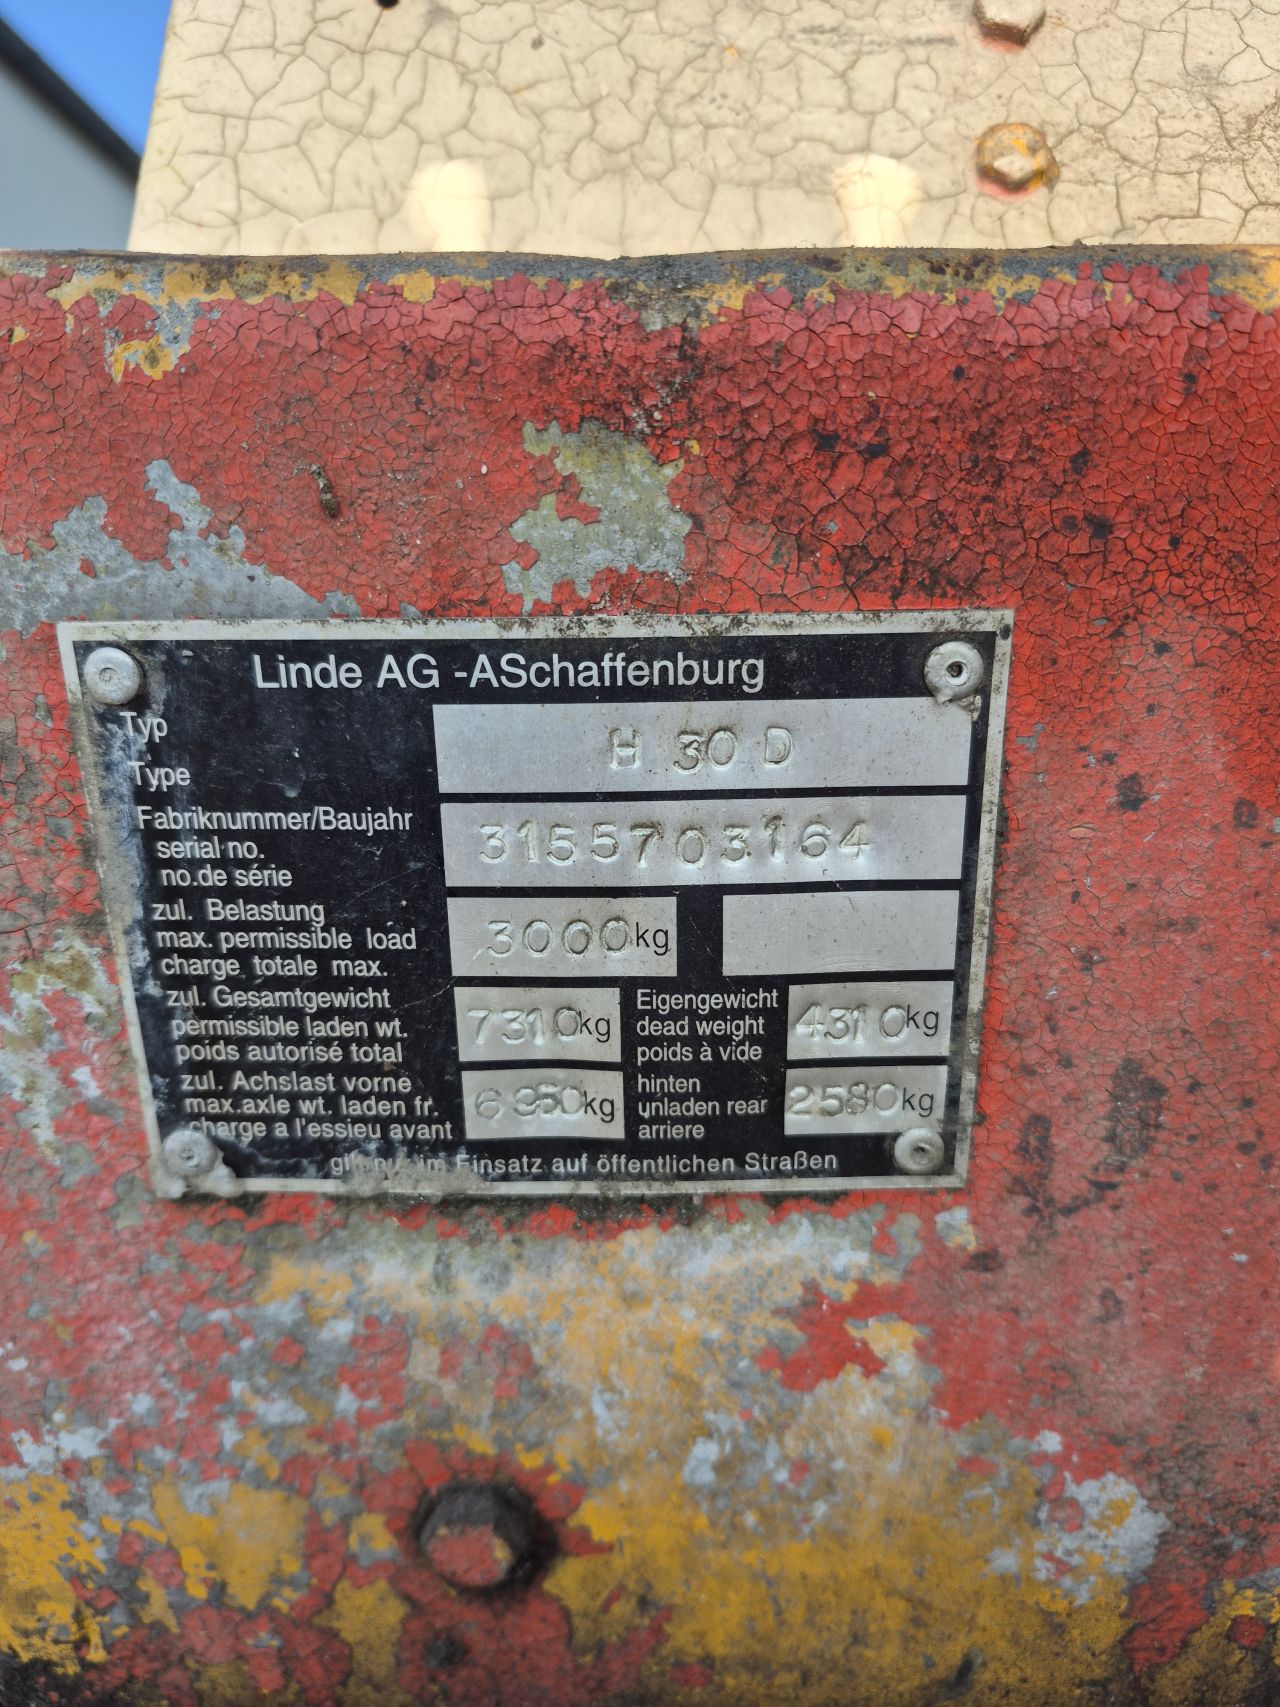 Linde AG -ASchaffenburg
Typ
Type
H 30 D
Fabriknummer/Baujahr
serial no.
no.de série
3155703164
zul. Belastung
max. permissible load
charge totale max.
3000kg
zul. Gesamtgewicht
permissible laden wt.
poids autorisé total
7310kg
Eigengewicht
dead weight
poids à vide
4310kg
zul. Achslast vorne
max.axle wt. laden fr.
charge a l'essieu avant
kg
hinten
unladen rear
arriere
2580kg
im Einsatz auf öffentlichen Straßen